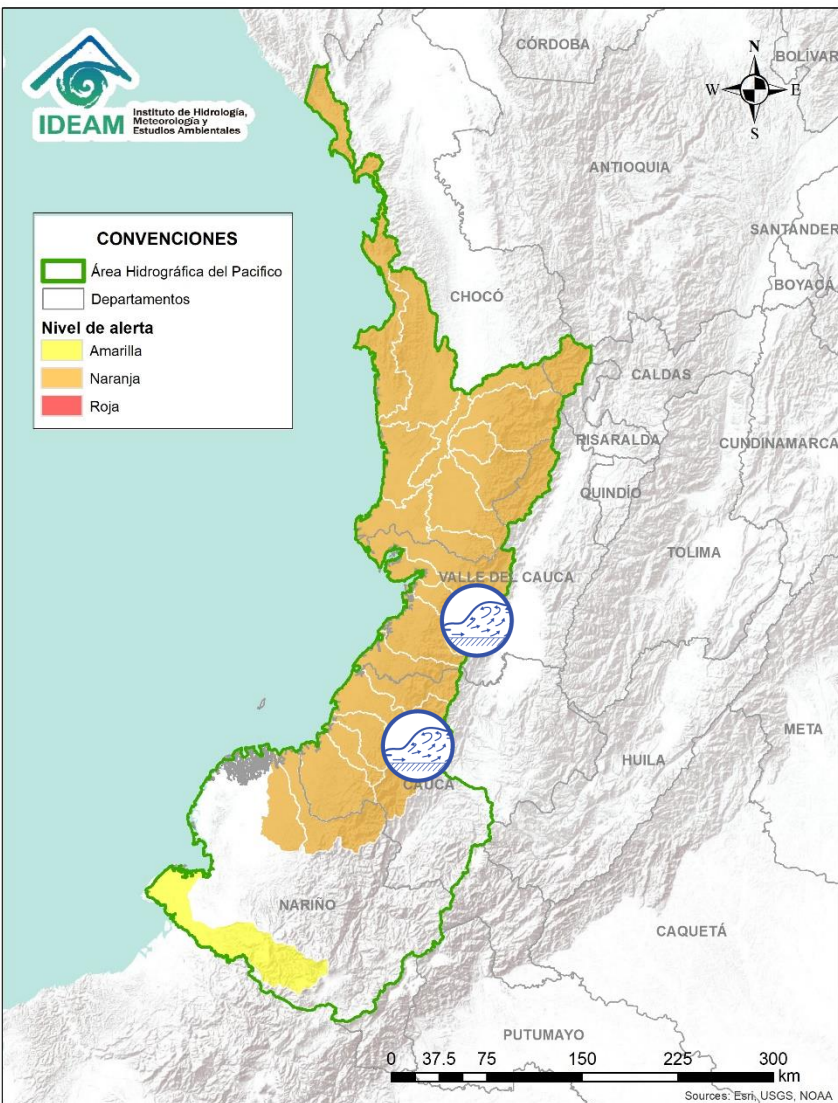 IDEAM
Instituto de Hidrología,
Meteorología y
Estudios Ambientales
CÓRDOBA
BOLÍVAR
N
W
E
S
ANTIOQUIA
SANTANDER
BOYACÁ
CONVENCIONES
Área Hidrográfica del Pacifico
Departamentos
Nivel de alerta
Amarilla
Naranja
Roja
CHOCÓ
CALDAS
RISARALDA
CUNDINAMARCA
QUINDÍO
TOLIMA
VALLE DEL CAUCA
META
HUILA
CAUCA
NARIÑO
CAQUETÁ
PUTUMAYO
0 37.5 75 150 225 300
km
Sources: Esri, USGS, NOAA